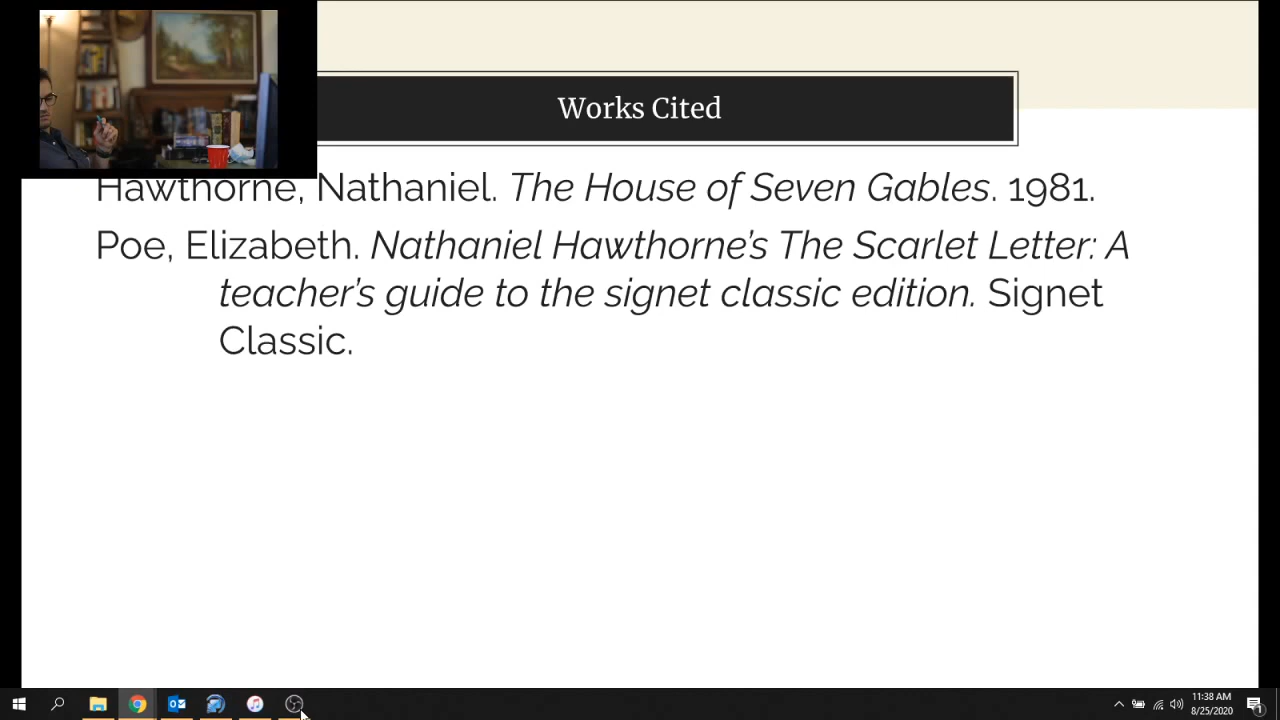 Works Cited
Hawthorne, Nathaniel. The House of Seven Gables. 1981.
Poe, Elizabeth. Nathaniel Hawthorne’s The Scarlet Letter: A
teacher’s guide to the signet classic edition. Signet
Classic.
11:38 AM
8/25/2020
1